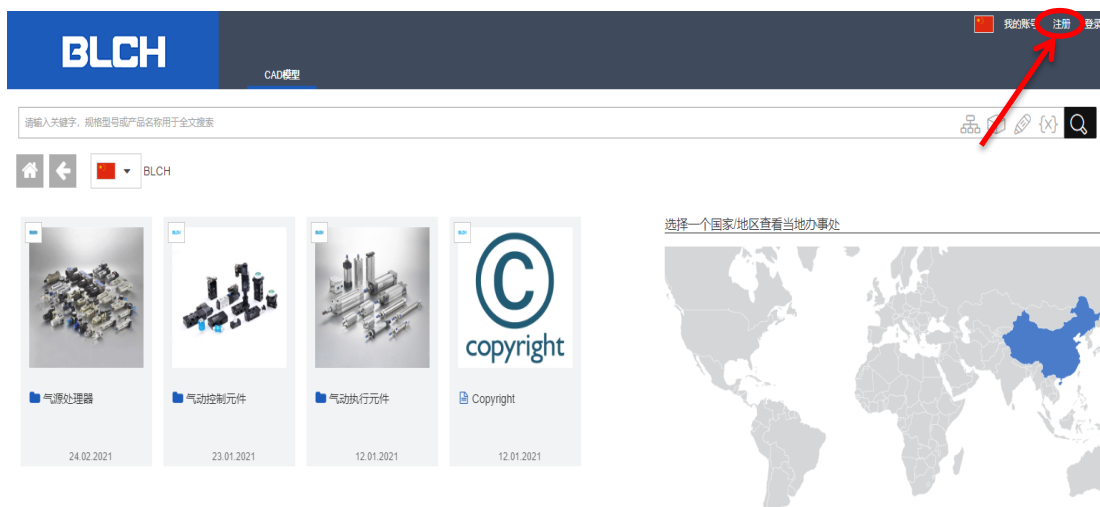 我的账号 注册 登录
BLCH
CAD模型
请输入关键字，规格型号或产品名称用于全文搜索
{x}
BLCH
选择一个国家/地区查看当地办事处
BLCH
BLCH
copyright
气源处理器
气动控制元件
气动执行元件
Copyright
24.02.2021
23.01.2021
12.01.2021
12.01.2021